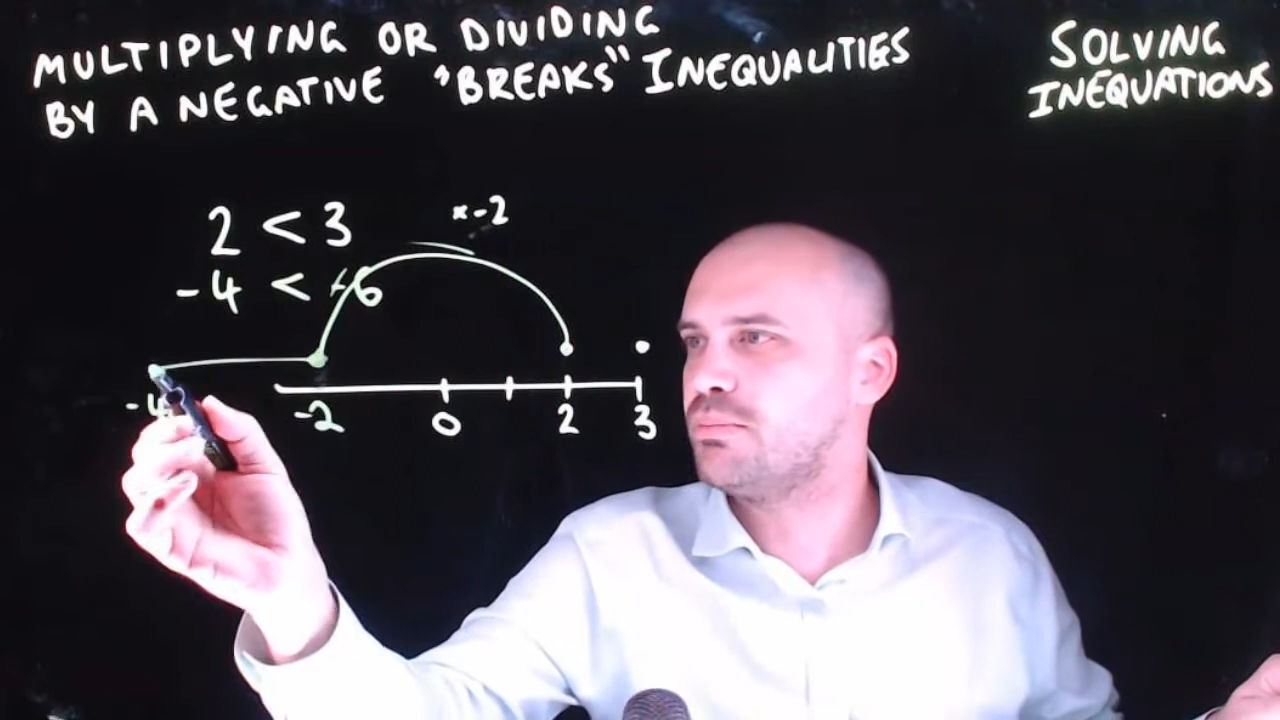 MULTIPLYING OR DIVIDING
BY A NEGATIVE "BREAKS" INEQUALITIES
SOLVING
INEQUATIONS
2 < 3
×-2
-4 < -6
-4 -2 0 2 3